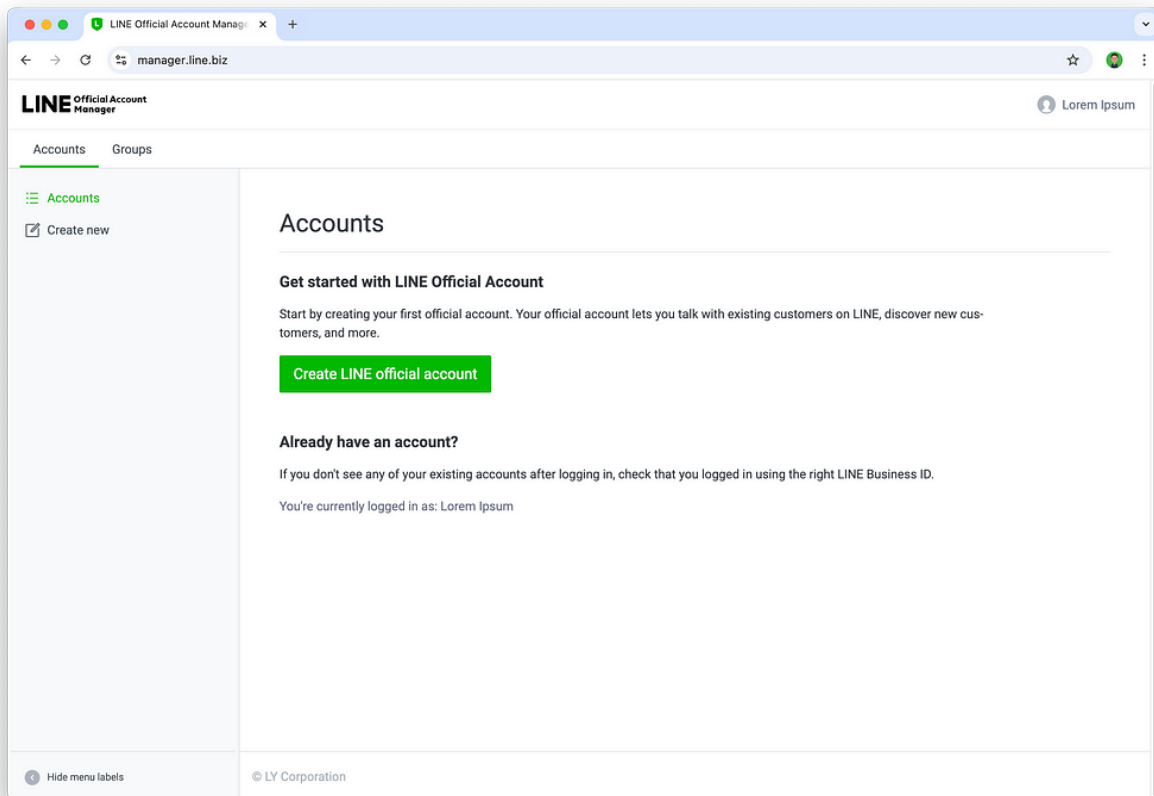 LINE Official Account Manage
manager.line.biz
LINE Official Account
Manager
Lorem Ipsum
Accounts
Groups
Accounts
Create new
Accounts
Get started with LINE Official Account
Start by creating your first official account. Your official account lets you talk with existing customers on LINE, discover new cus-
tomers, and more.
Create LINE official account
Already have an account?
If you don't see any of your existing accounts after logging in, check that you logged in using the right LINE Business ID.
You're currently logged in as: Lorem Ipsum
Hide menu labels
© LY Corporation